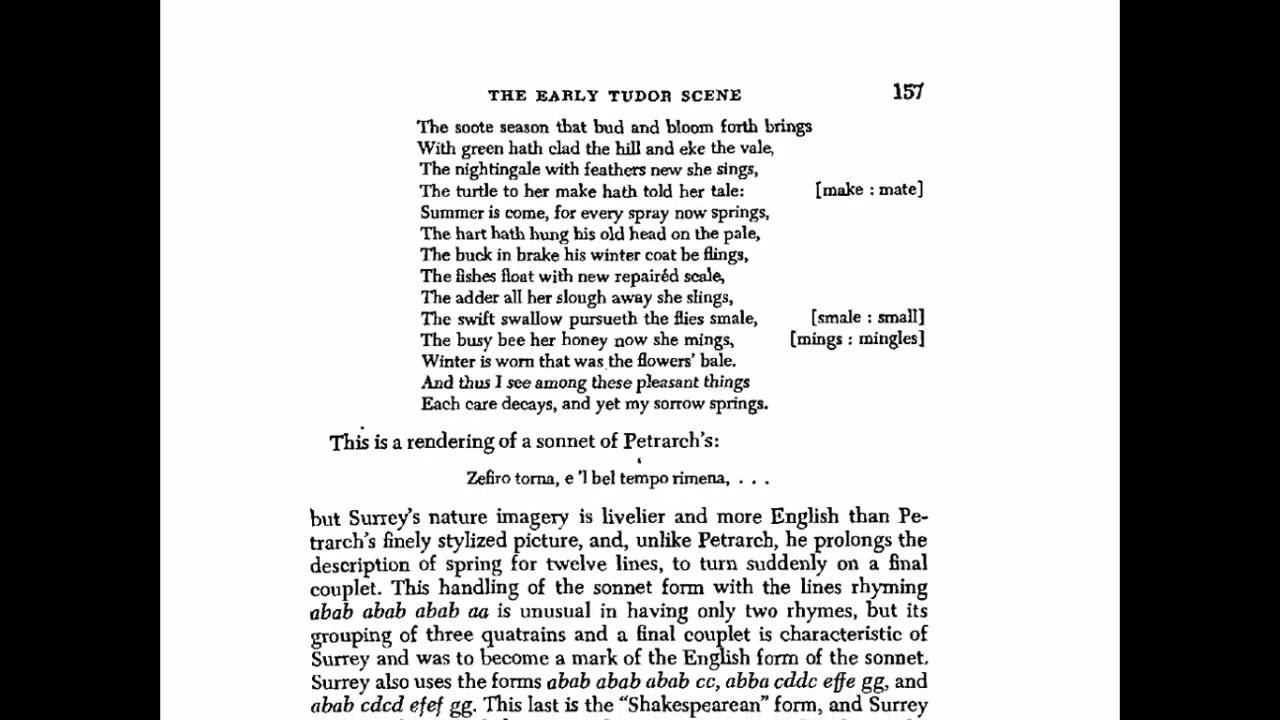 THE EARLY TUDOR SCENE 157
The soote season that bud and bloom forth brings
With green hath clad the hill and eke the vale,
The nightingale with feathers new she sings,
The turtle to her make hath told her tale: [make : mate]
Summer is come, for every spray now springs,
The hart hath hung his old head on the pale,
The buck in brake his winter coat be flings,
The fishes float with new repairéd scale,
The adder all her slough away she slings,
The swift swallow pursueth the flies smale, [smale : small]
The busy bee her honey now she mings, [mings : mingles]
Winter is worn that was the flowers' bale.
And thus I see among these pleasant things
Each care decays, and yet my sorrow springs.
This is a rendering of a sonnet of Petrarch's:
Zefiro torna, e 'l bel tempo rimena, . . .
but Surrey's nature imagery is livelier and more English than Pe-
trarch's finely stylized picture, and, unlike Petrarch, he prolongs the
description of spring for twelve lines, to turn suddenly on a final
couplet. This handling of the sonnet form with the lines rhyming
abab abab abab aa is unusual in having only two rhymes, but its
grouping of three quatrains and a final couplet is characteristic of
Surrey and was to become a mark of the English form of the sonnet.
Surrey also uses the forms abab abab abab cc, abba cddc effe gg, and
abab cdcd efef gg. This last is the "Shakespearean" form, and Surrey